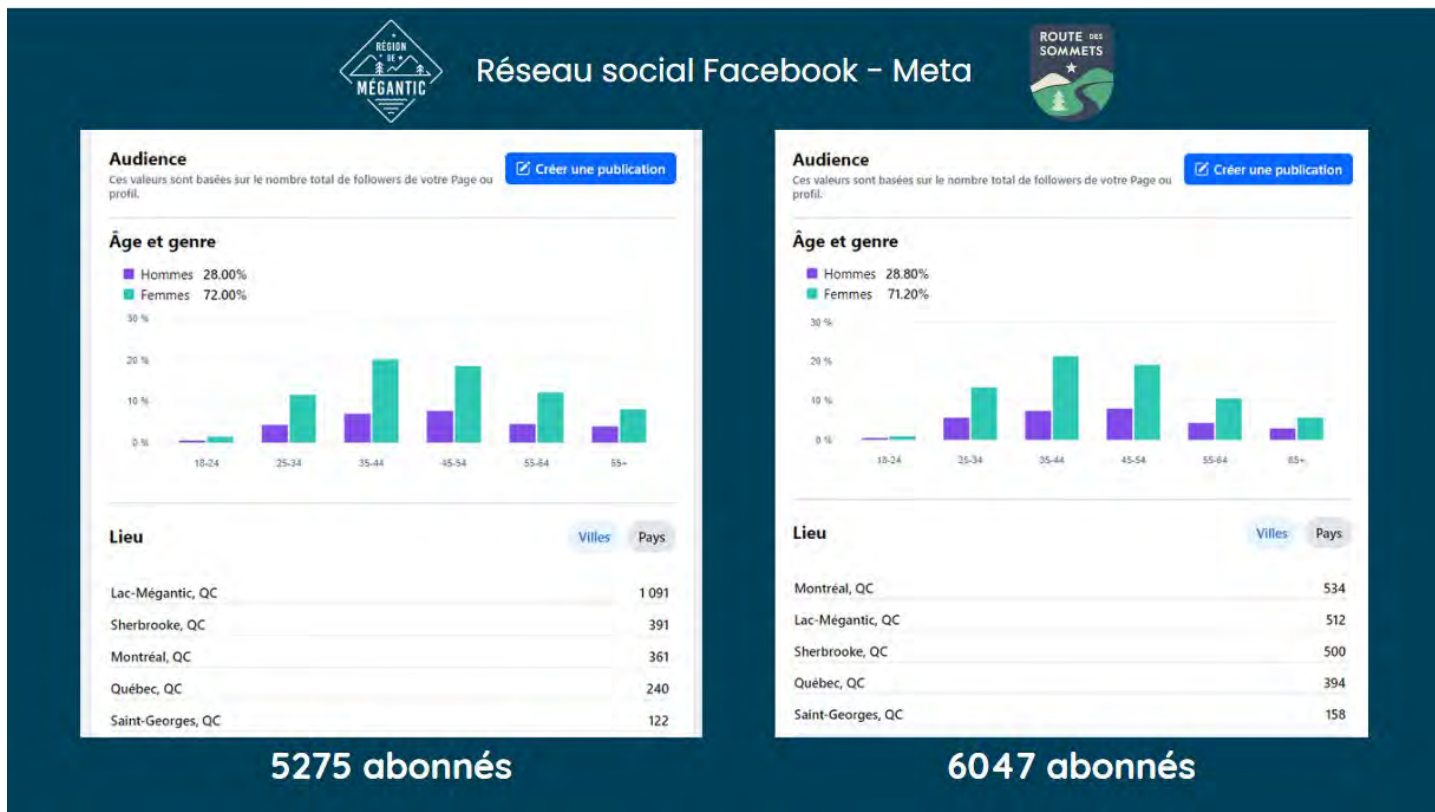 RÉGION
DE
MÉGANTIC
Réseau social Facebook - Meta
ROUTE DES
SOMMETS
Audience
Ces valeurs sont basées sur le nombre total de followers de votre Page ou
profil.
Créer une publication
Âge et genre
Hommes 28.00%
Femmes 72.00%
30 %
20 %
10 %
0 %
18-24 25-34 35-44 45-54 55-64 65+
Lieu
Villes Pays
Lac-Mégantic, QC 1 091
Sherbrooke, QC 391
Montréal, QC 361
Québec, QC 240
Saint-Georges, QC 122
5275 abonnés
Audience
Ces valeurs sont basées sur le nombre total de followers de votre Page ou
profil.
Créer une publication
Âge et genre
Hommes 28.80%
Femmes 71.20%
30 %
20 %
10 %
0 %
18-24 25-34 35-44 45-54 55-64 65+
Lieu
Villes Pays
Montréal, QC 534
Lac-Mégantic, QC 512
Sherbrooke, QC 500
Québec, QC 394
Saint-Georges, QC 158
6047 abonnés